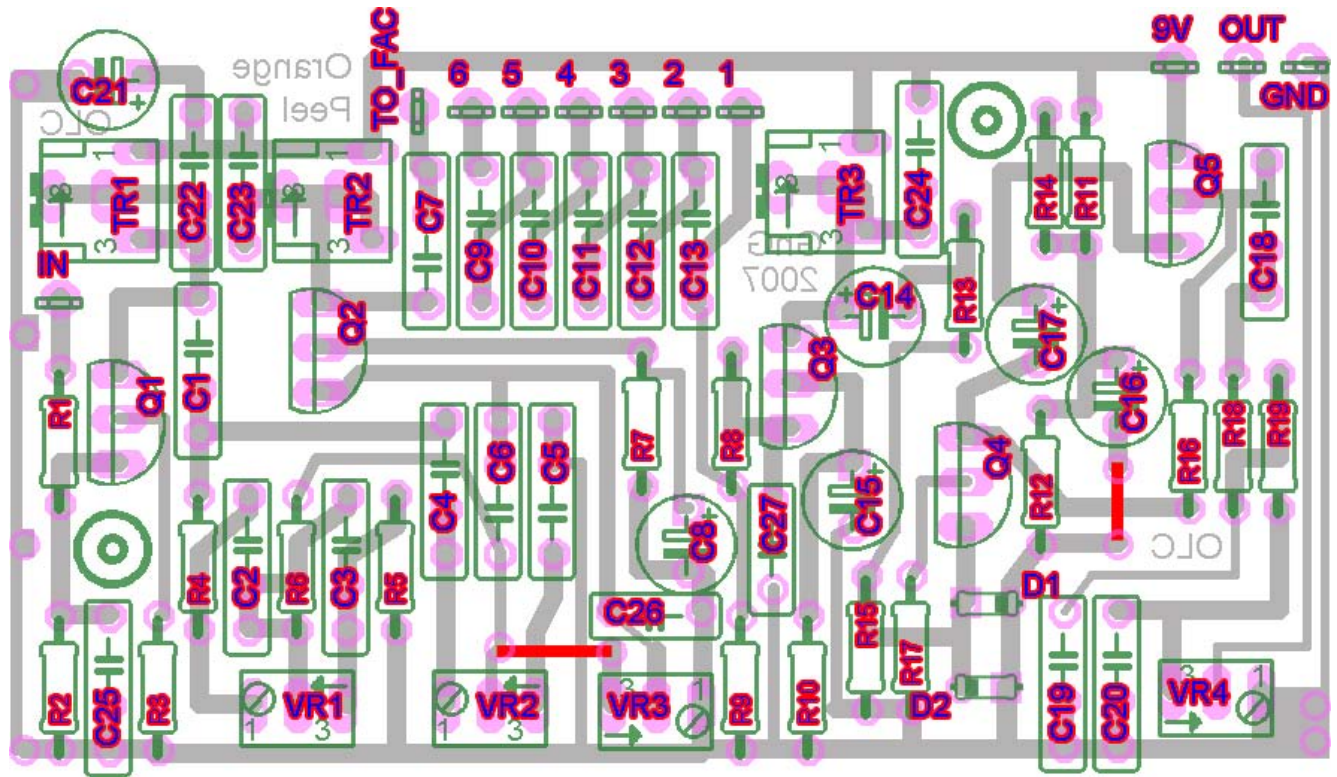 9V OUT
GND
TO_FAC
6 5 4 3 2 1
C21
Orange
Peel
OLC
TR1
1
3
C22
C23
TR2
1
3
C7
C9
C10
C11
C12
C13
TR3
1
3
C24
R14
R11
Q5
C18
IN
GnG
2007
R13
C14
C17
C16
Q1
C1
Q2
R1
R7
R8
Q3
C4
C6
C5
C8
C27
C15
Q4
R12
R16
R18
R19
OLC
R4
C2
R6
C3
R5
C26
D1
R2
C25
R3
VR1
1 3
VR2
1 3
VR3
3 1
R9
R10
R15
R17
D2
C19
C20
VR4
3 1